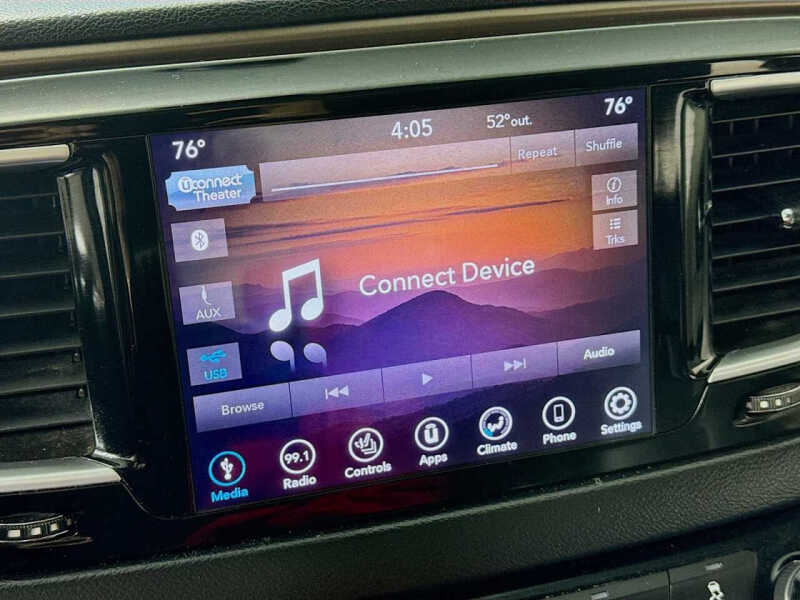 76°
4:05
52°out.
76°
Uconnect
Theater
Repeat
Shuffle
Info
Trks
Connect Device
AUX
USB
Browse
Audio
Media
99.1
Radio
Controls
Apps
Climate
Phone
Settings